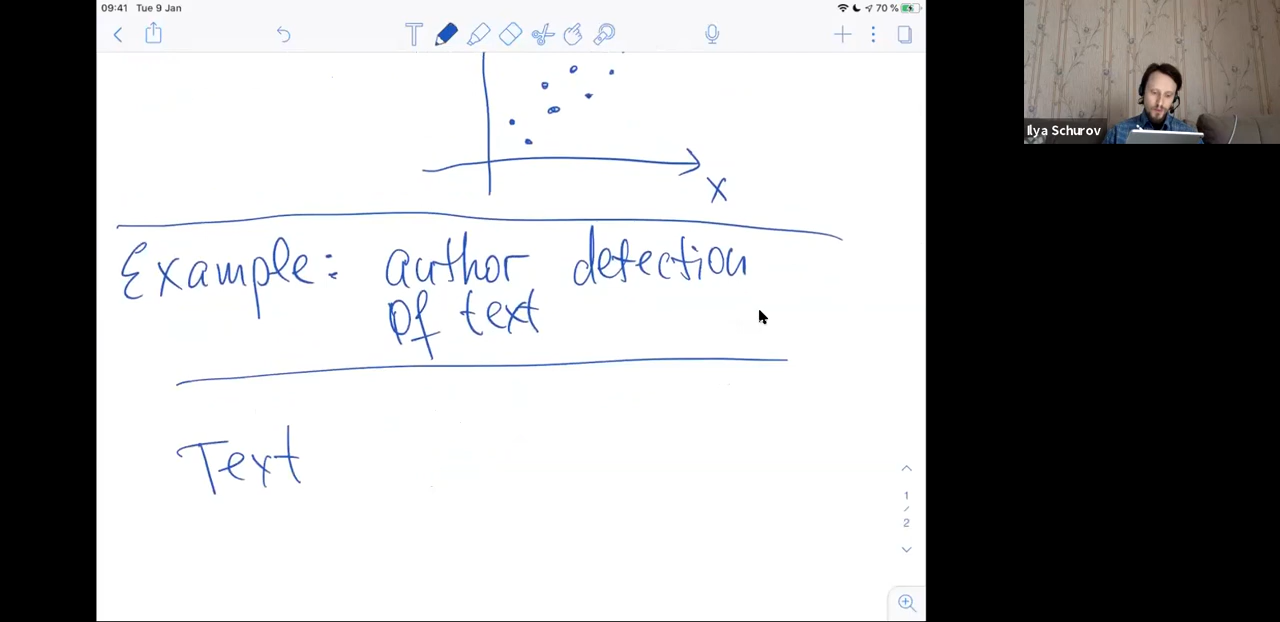 09:41 Tue 9 Jan
70 %
T
X
Example: author detection
of text
Text
1
/
2
Ilya Schurov